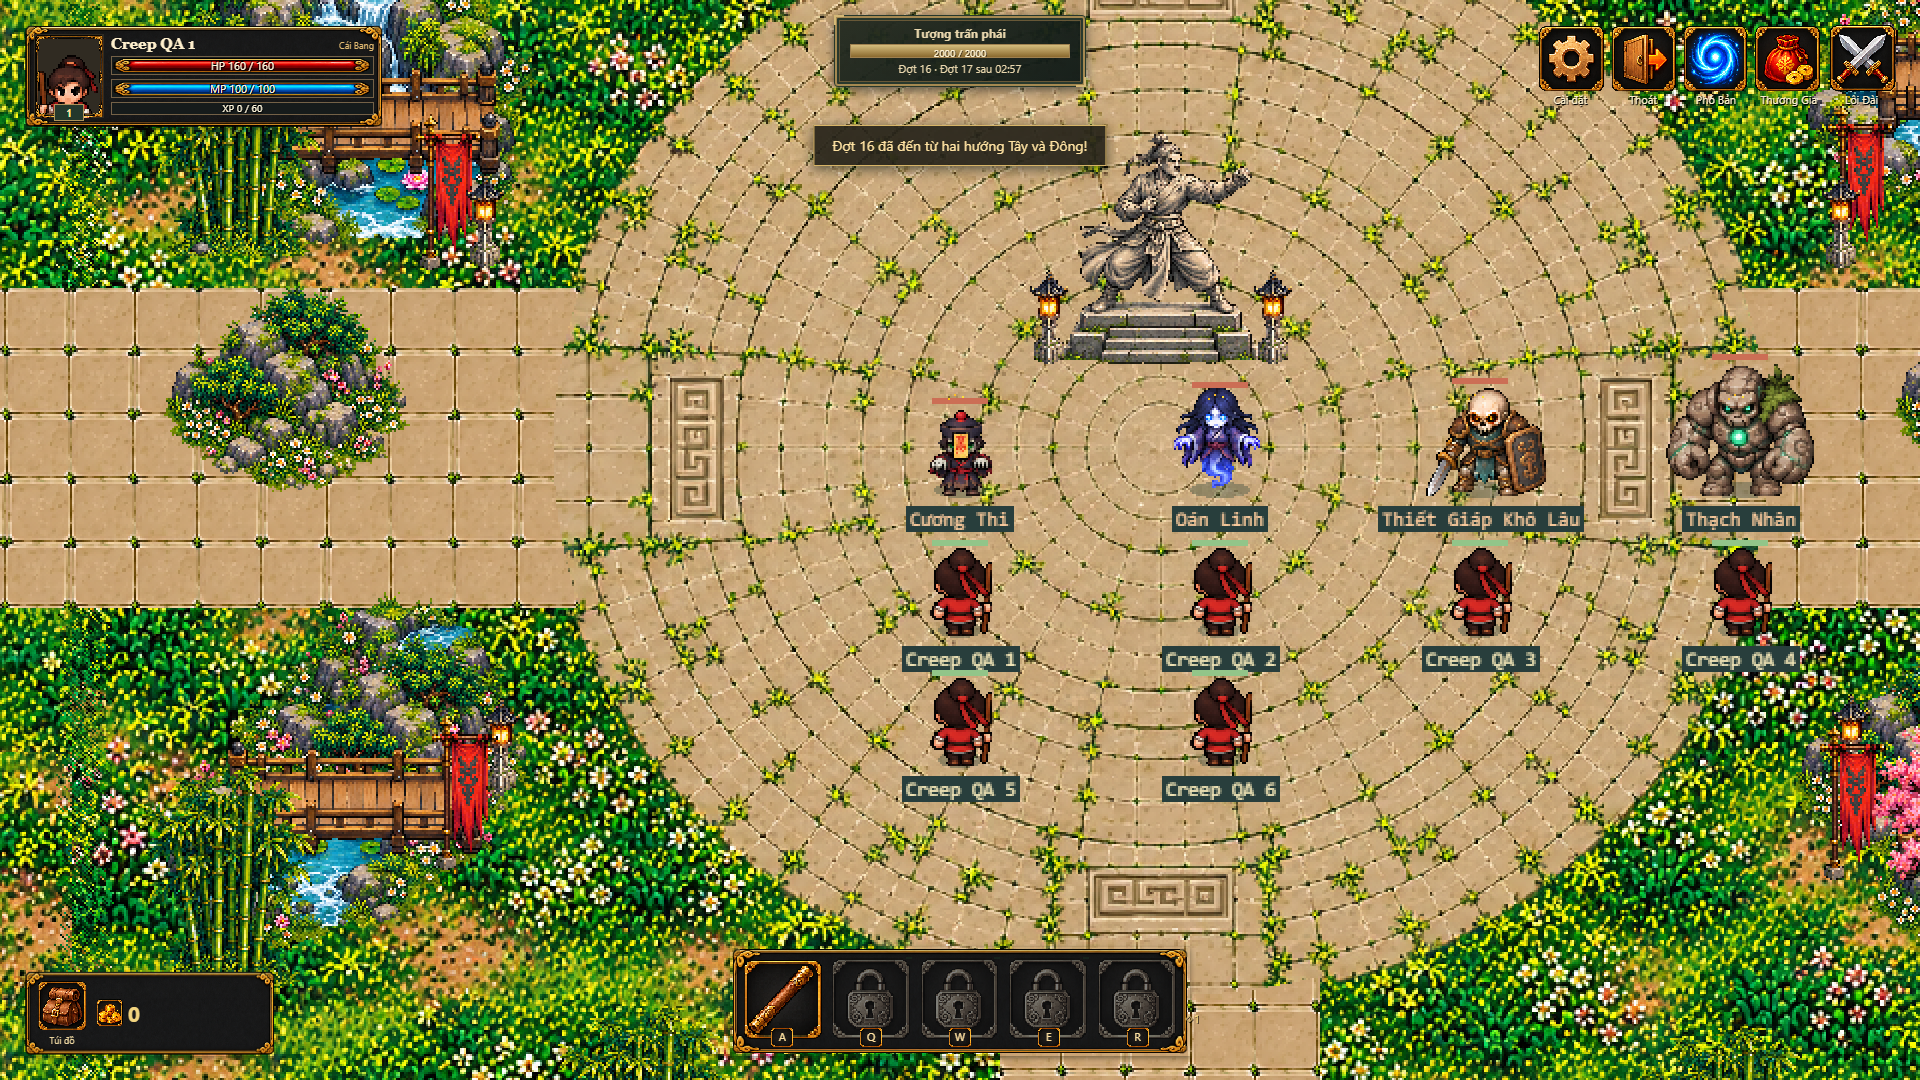 Creep QA 1
Cái Bang
HP 160 / 160
MP 100 / 100
XP 0 / 60
1
Tượng trấn phái
2000 / 2000
Đợt 16 · Đợt 17 sau 02:57
Đợt 16 đã đến từ hai hướng Tây và Đông!
Cài đặt
Thoát
Phó Bản
Thương Gia
Lôi Đài
Cương Thi
Oán Linh
Thiết Giáp Khô Lâu
Thạch Nhân
Creep QA 1
Creep QA 2
Creep QA 3
Creep QA 4
Creep QA 5
Creep QA 6
Túi đồ
0
A
Q
W
E
R